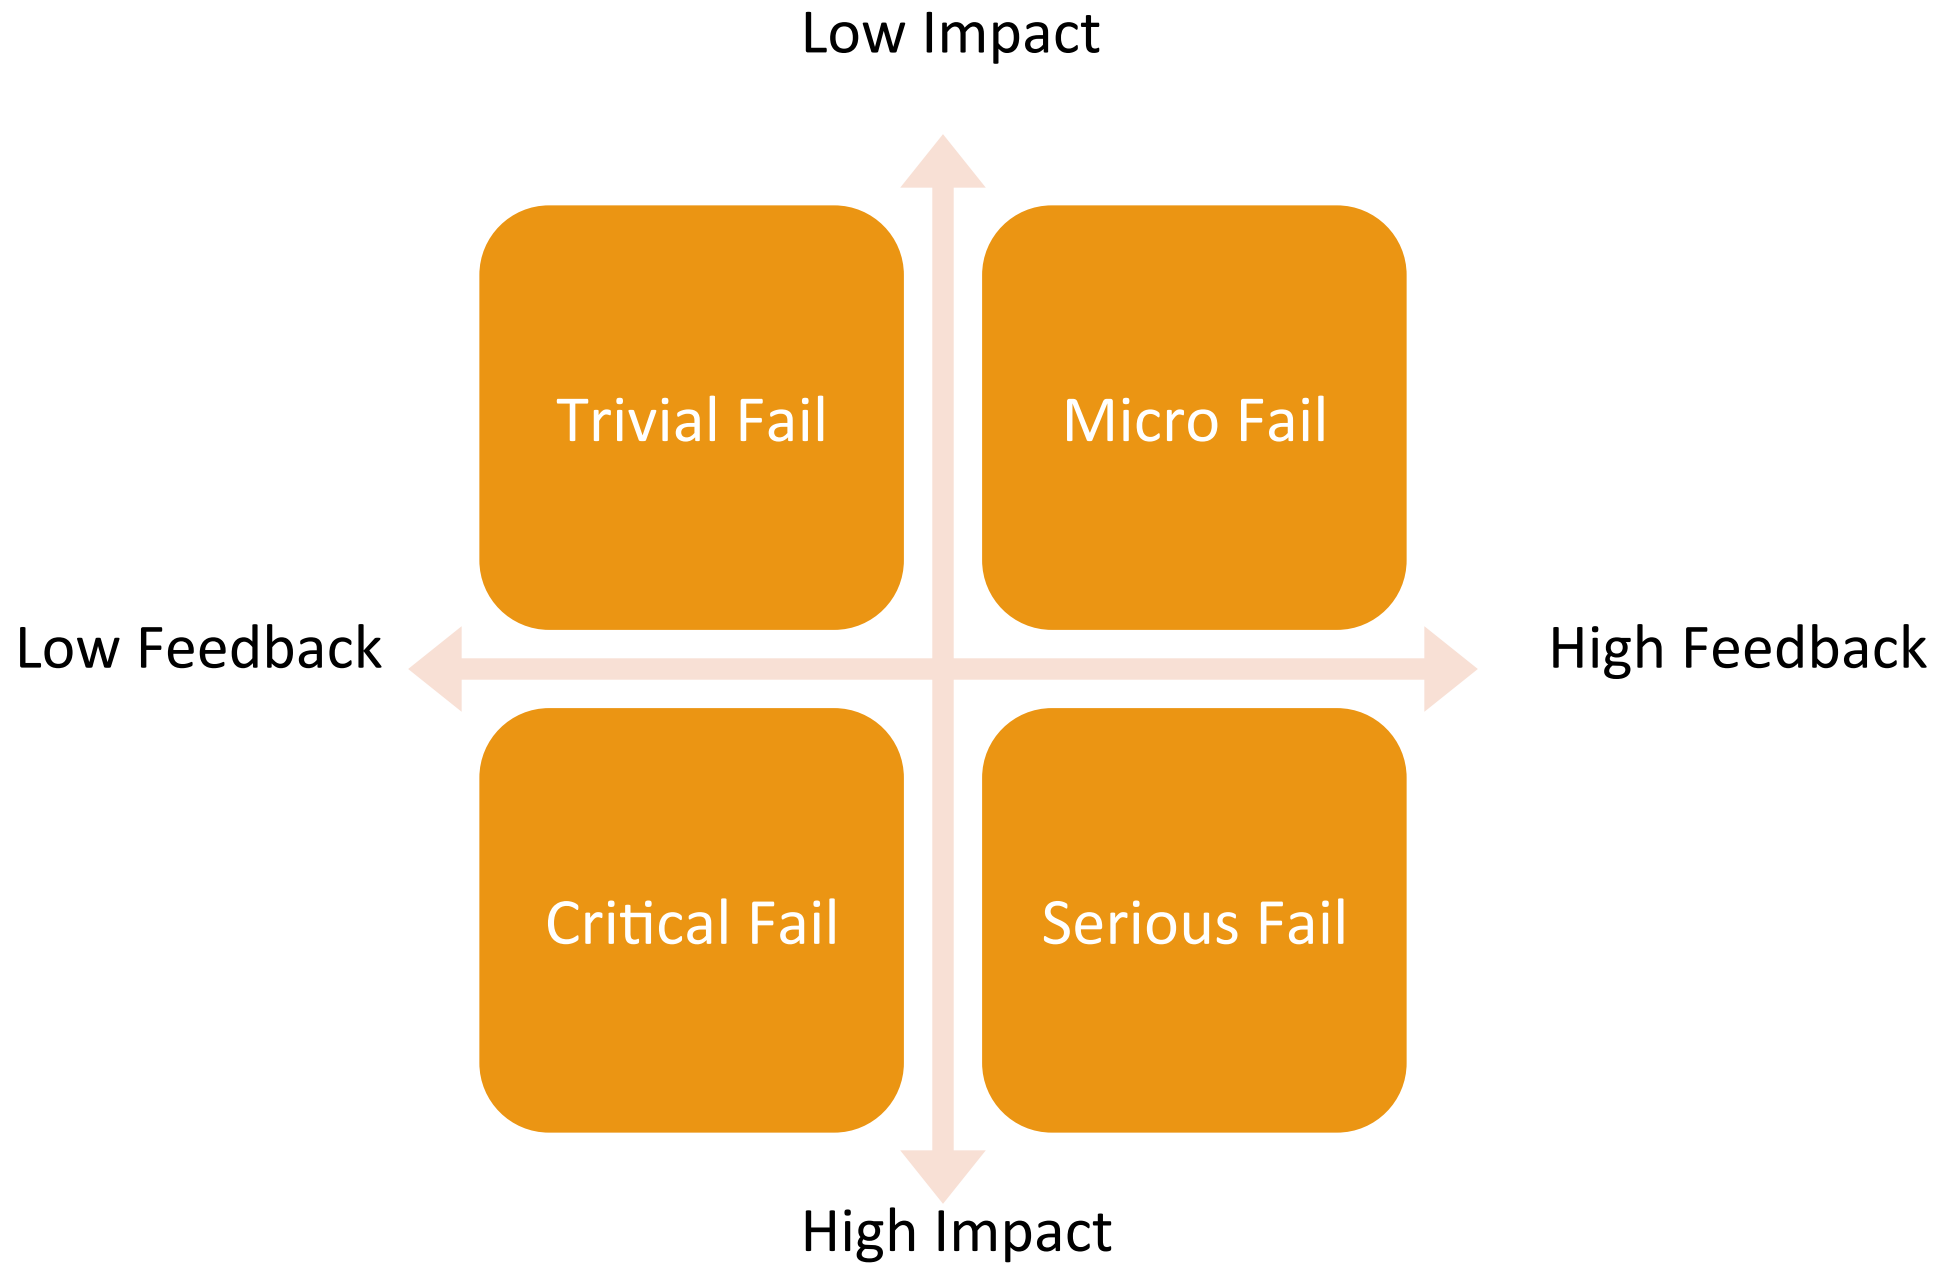 Low Impact
Trivial Fail
Micro Fail
Low Feedback
High Feedback
Critical Fail
Serious Fail
High Impact